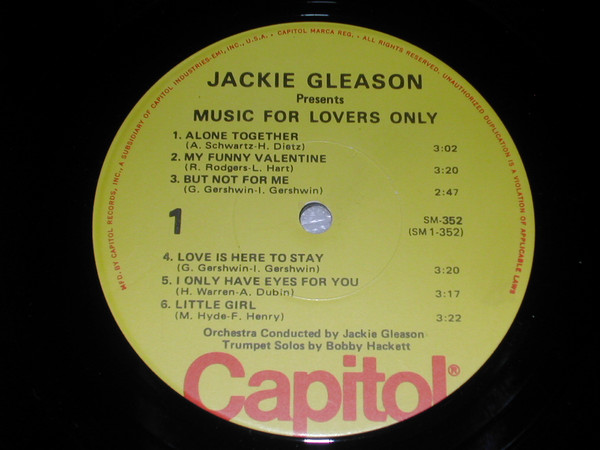 MFG. BY CAPITOL RECORDS, INC., A SUBSIDIARY OF CAPITOL INDUSTRIES-EMI, INC., U.S.A. • CAPITOL MARCA REG. • ALL RIGHTS RESERVED. UNAUTHORIZED DUPLICATION IS A VIOLATION OF APPLICABLE LAWS
JACKIE GLEASON
Presents
MUSIC FOR LOVERS ONLY
1. ALONE TOGETHER
(A. Schwartz-H. Dietz) 3:02
2. MY FUNNY VALENTINE
(R. Rodgers-L. Hart) 3:20
3. BUT NOT FOR ME
(G. Gershwin-I. Gershwin) 2:47
1
SM-352
(SM1-352)
4. LOVE IS HERE TO STAY
(G. Gershwin-I. Gershwin) 3:20
5. I ONLY HAVE EYES FOR YOU
(H. Warren-A. Dubin) 3:17
6. LITTLE GIRL
(M. Hyde-F. Henry) 3:22
Orchestra Conducted by Jackie Gleason
Trumpet Solos by Bobby Hackett
Capitol®